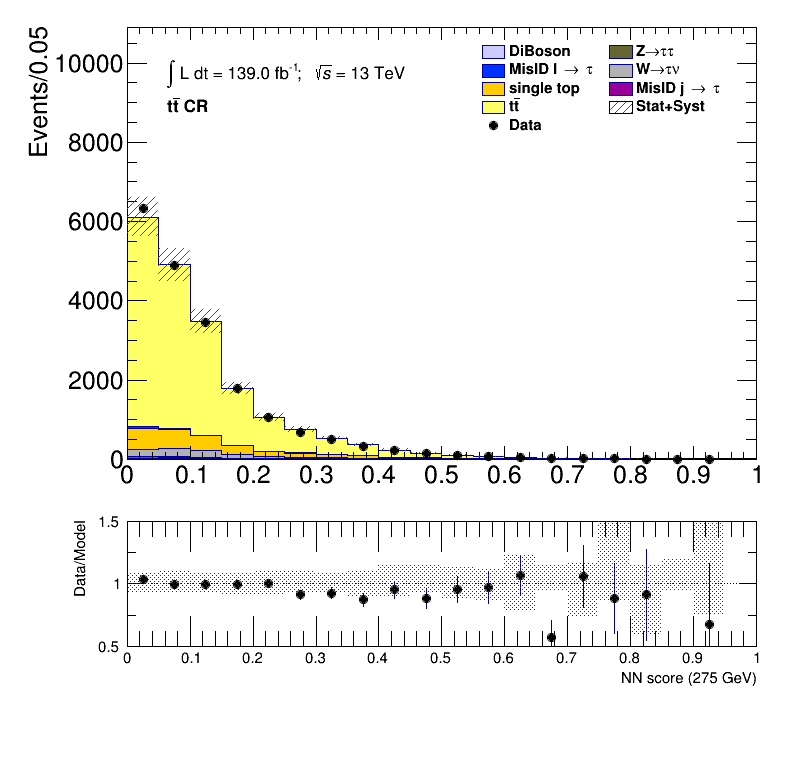 Events/0.05
10000
8000
6000
4000
2000
0
∫ L dt = 139.0 fb⁻¹; √s = 13 TeV
tt̄ CR
DiBoson
MisID l → τ
single top
tt̄
Data
Z→ττ
W→τν
MisID j → τ
Stat+Syst
0 0.1 0.2 0.3 0.4 0.5 0.6 0.7 0.8 0.9 1
Data/Model
1.5
1
0.5
0 0.1 0.2 0.3 0.4 0.5 0.6 0.7 0.8 0.9 1
NN score (275 GeV)